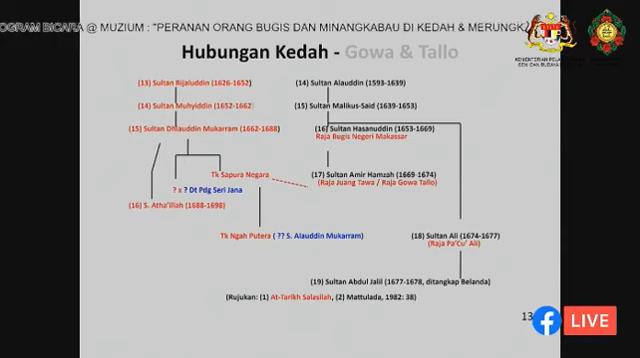 OGRAM BICARA @ MUZIUM : "PERANAN ORANG BUGIS DAN MINANGKABAU DI KEDAH & MERUNGK
Hubungan Kedah - Gowa & Tallo
(13) Sultan Rijaluddin (1626-1652)
(14) Sultan Alauddin (1593-1639)
(14) Sultan Muhyiddin (1652-1662)
(15) Sultan Malikus-Said (1639-1653)
(15) Sultan Dhiauddin Mukarram (1662-1688)
(16) Sultan Hasanuddin (1653-1669)
Raja Bugis Negeri Makassar
Tk Sapura Negara
(17) Sultan Amir Hamzah (1669-1674)
(Raja Juang Tawa / Raja Gowa Tallo)
? x ? Dt Pdg Seri Jana
(16) S. Atha'illah (1688-1698)
Tk Ngah Putera ( ?? S. Alauddin Mukarram)
(18) Sultan Ali (1674-1677)
(Raja Pa'Cu' Ali)
(19) Sultan Abdul Jalil (1677-1678, ditangkap Belanda)
(Rujukan: (1) At-Tarikh Salasilah, (2) Mattulada, 1982: 38)
13
LIVE